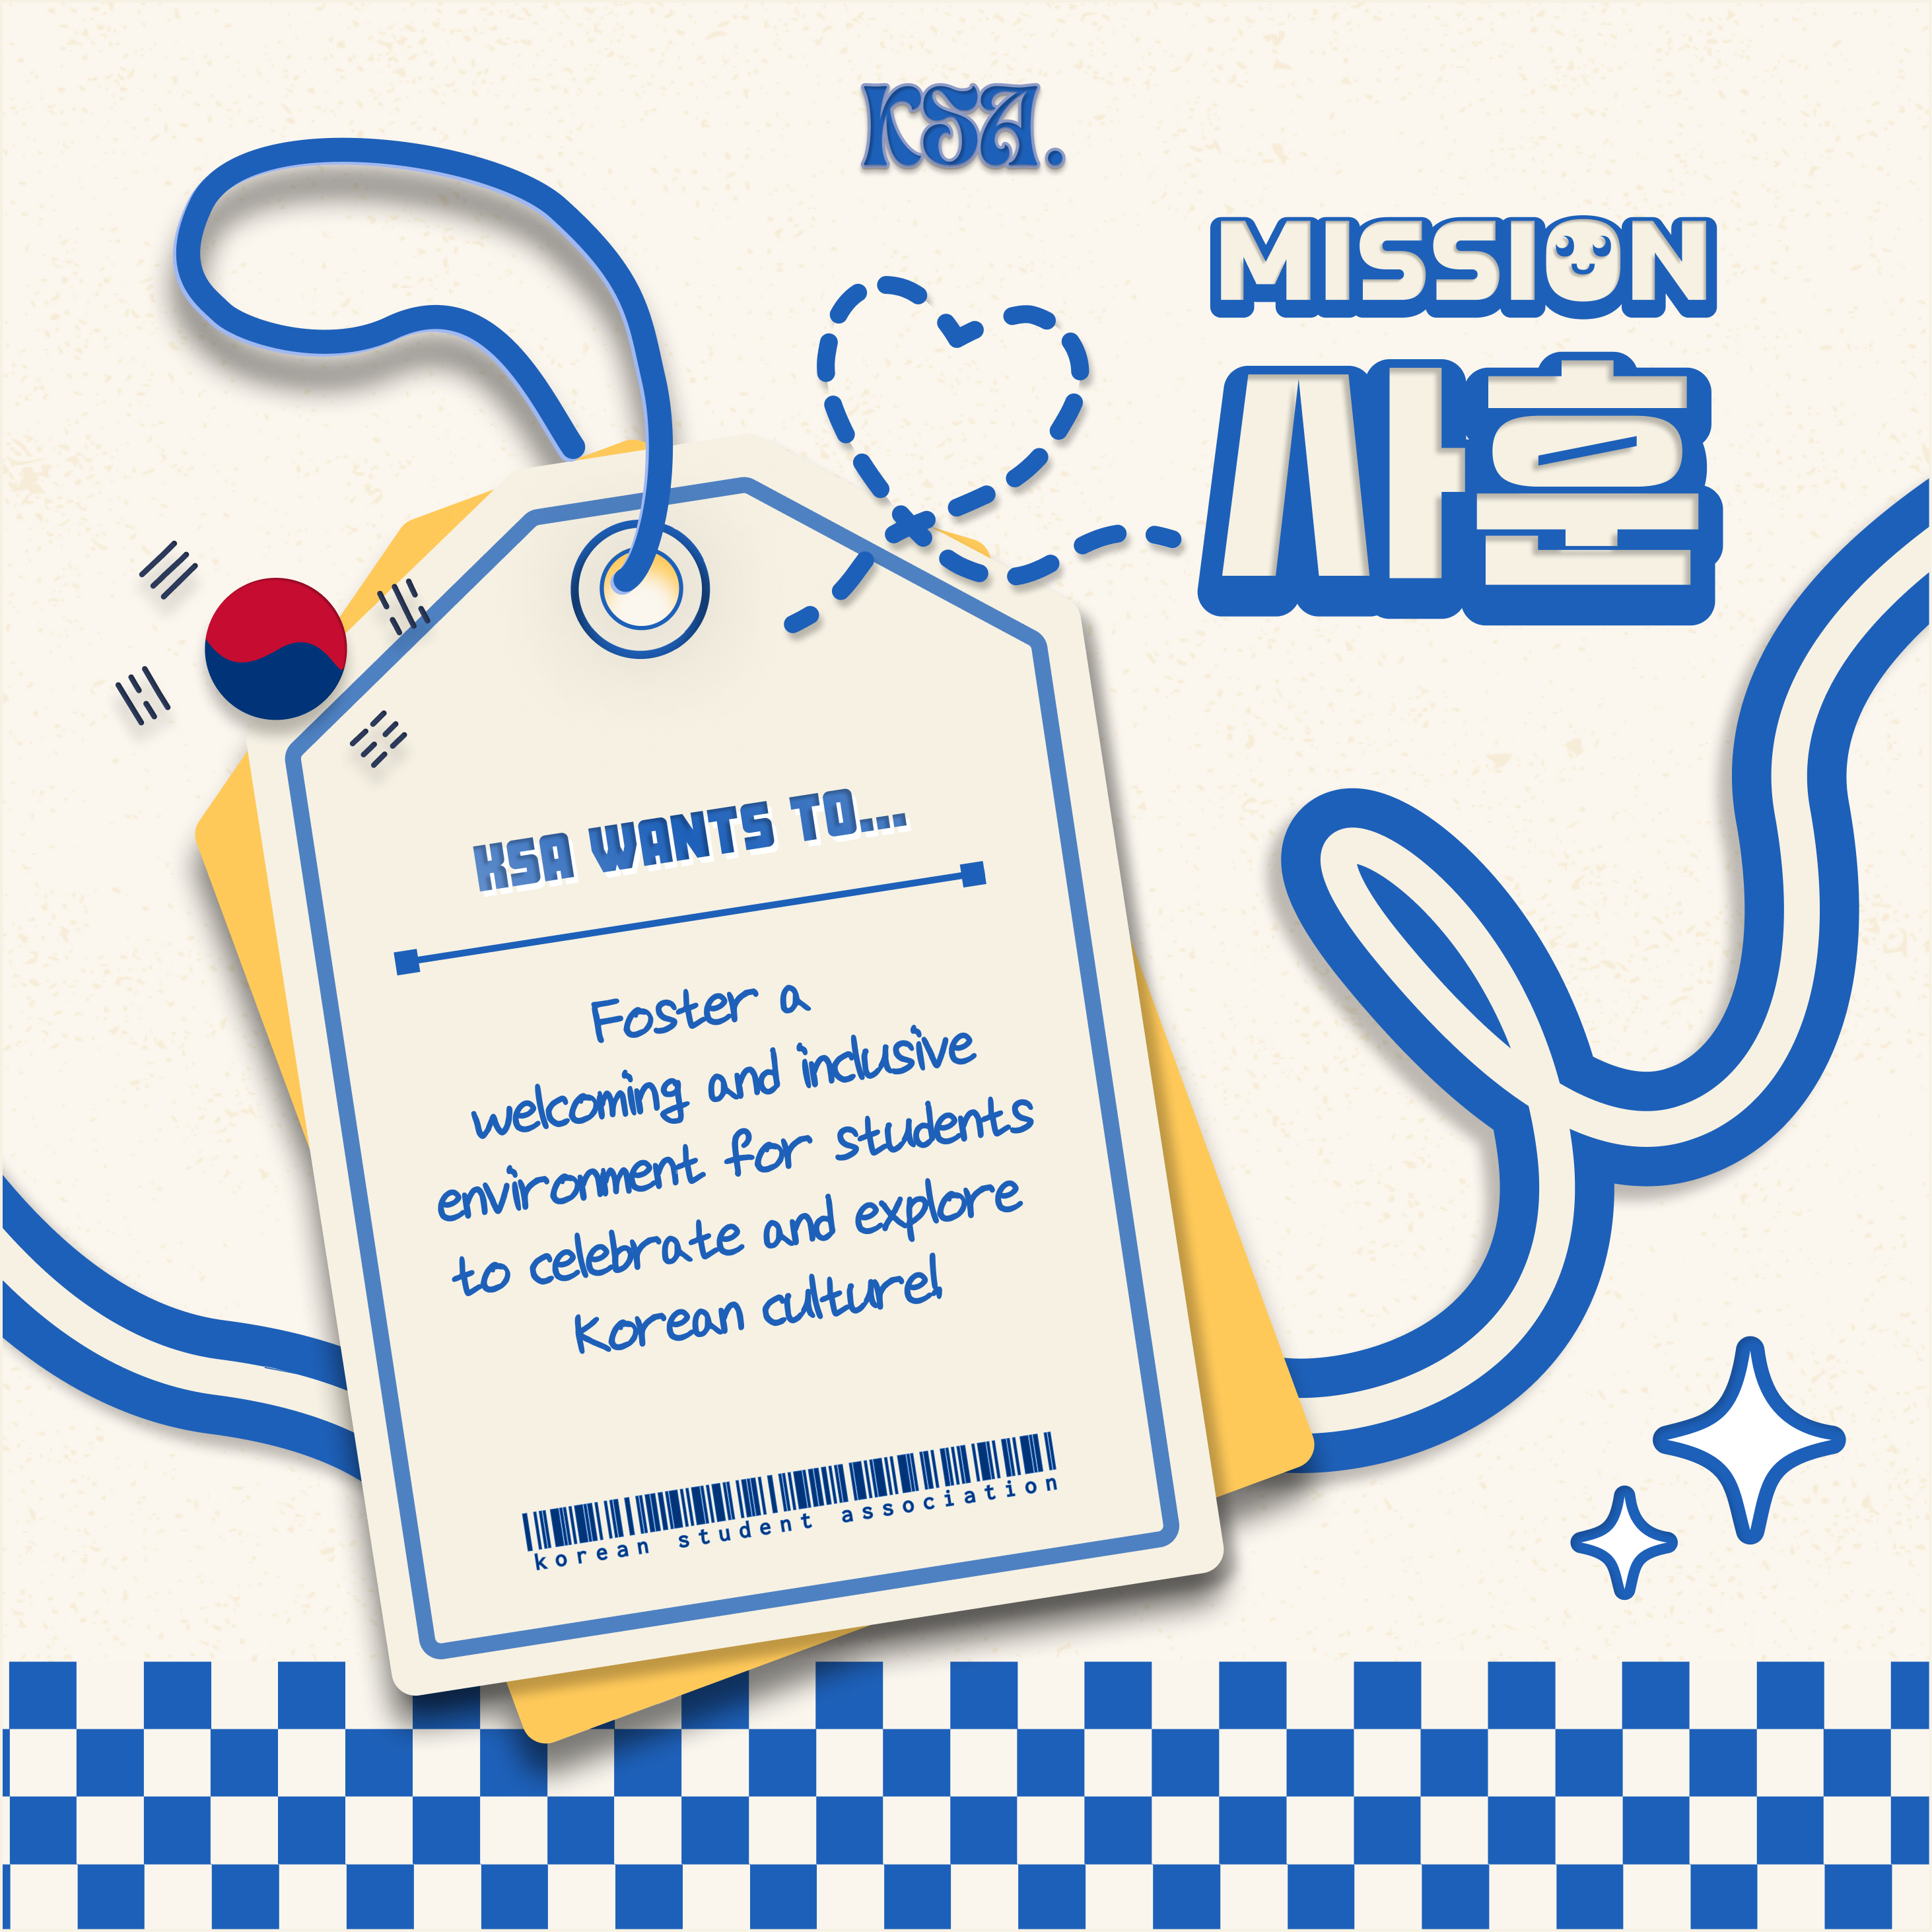 KSA.
MISSION
사훈
KSA WANTS TO...
Foster a
welcoming and inclusive
environment for students
to celebrate and explore
Korean culture!
korean student association